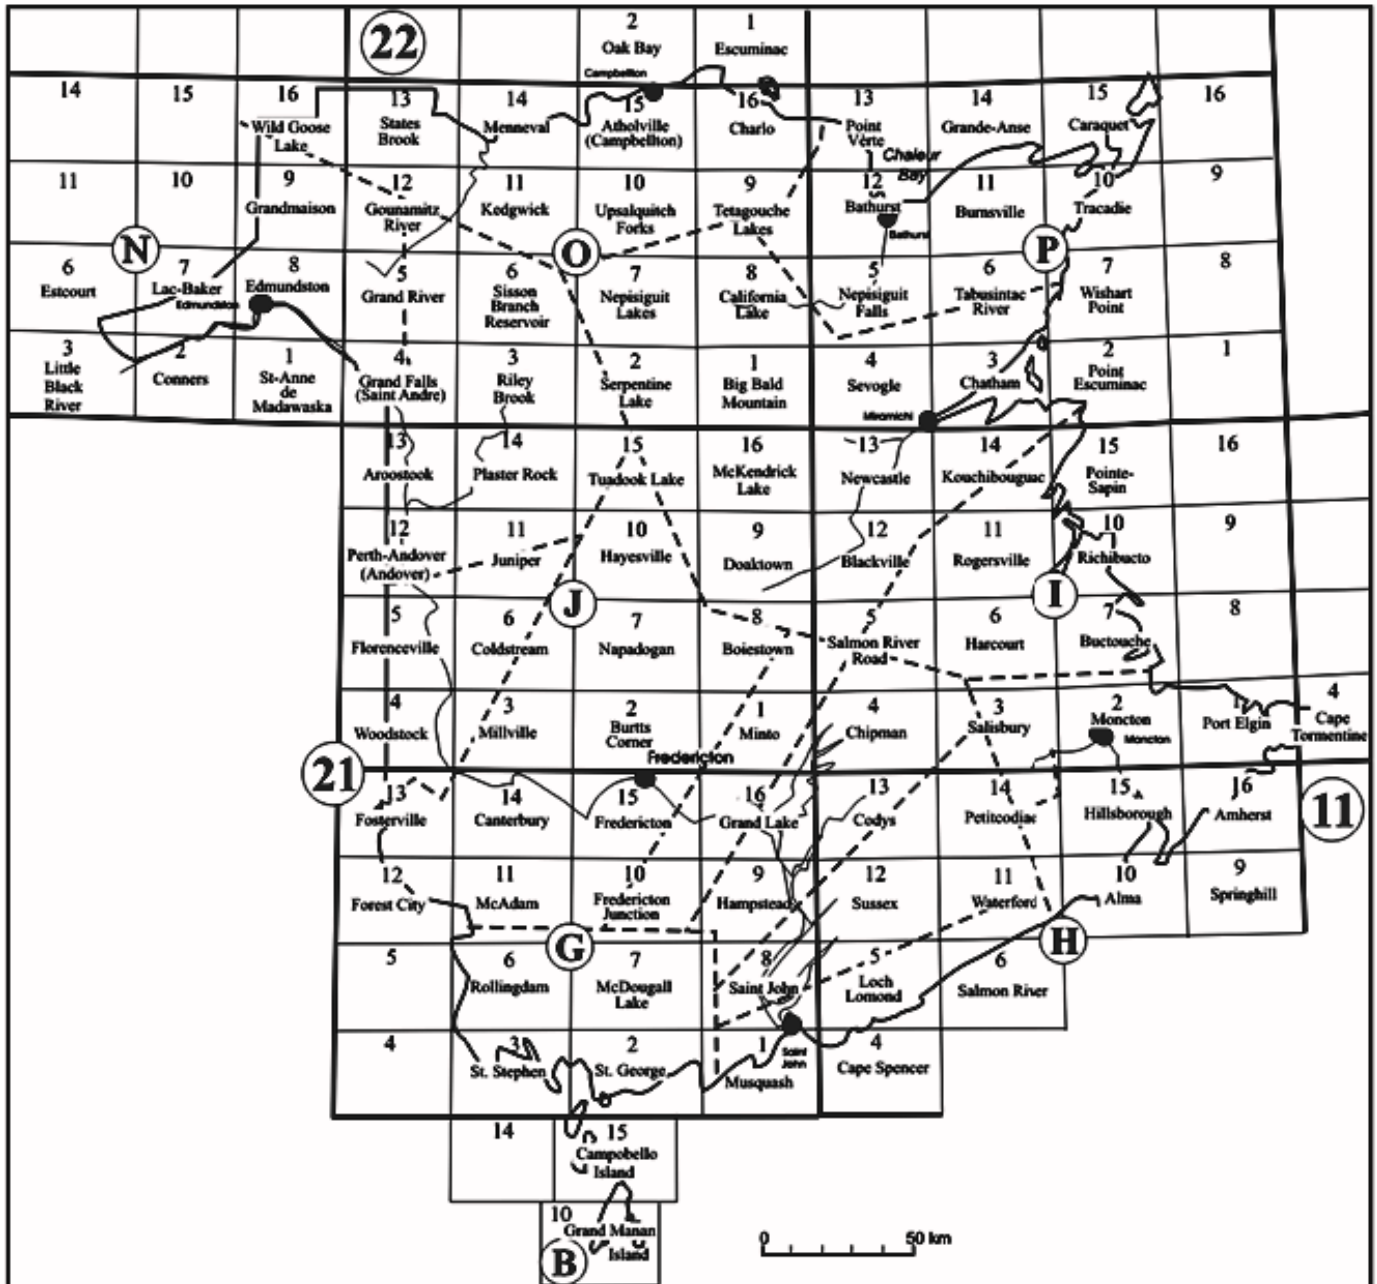 22
2
Oak Bay
1
Escuminac
Campbellton
14
15
16
Wild Goose
Lake
13
States
Brook
14
Menneval
15
Atholville
(Campbellton)
16
Charlo
13
Point
Verte
14
Grande-Anse
15
Caraquet
16
Chaleur
Bay
11
10
9
Grandmaison
12
Gounamitz
River
11
Kedgwick
10
Upsalquitch
Forks
9
Tetagouche
Lakes
12
Bathurst
Bathurst
11
Burnsville
10
Tracadie
9
N
O
P
6
Estcourt
7
Lac-Baker
Edmundston
8
Edmundston
5
Grand River
6
Sisson
Branch
Reservoir
7
Nepisiguit
Lakes
8
California
Lake
5
Nepisiguit
Falls
6
Tabusintac
River
7
Wishart
Point
8
3
Little
Black
River
2
Conners
1
St-Anne
de
Madawaska
4
Grand Falls
(Saint Andre)
3
Riley
Brook
2
Serpentine
Lake
1
Big Bald
Mountain
4
Sevogle
3
Chatham
2
Point
Escuminac
1
Miramichi
13
Aroostook
14
Plaster Rock
15
Tuadook Lake
16
McKendrick
Lake
13
Newcastle
14
Kouchibouguac
15
Pointe-
Sapin
16
12
Perth-Andover
(Andover)
11
Juniper
10
Hayesville
9
Doaktown
12
Blackville
11
Rogersville
10
Richibucto
9
J
I
5
Florenceville
6
Coldstream
7
Napadogan
8
Boiestown
5
Salmon River
Road
6
Harcourt
7
Buctouche
8
4
Woodstock
3
Millville
2
Burtts
Corner
1
Minto
4
Chipman
3
Salisbury
2
Moncton
Moncton
1
Port Elgin
4
Cape
Tormentine
Fredericton
21
13
Fosterville
14
Canterbury
15
Fredericton
16
Grand Lake
13
Codys
14
Petitcodiac
15
Hillsborough
16
Amherst
11
12
Forest City
11
McAdam
10
Fredericton
Junction
9
Hampstead
12
Sussex
11
Waterford
10
Alma
9
Springhill
G
H
5
6
Rollingdam
7
McDougall
Lake
8
Saint John
5
Loch
Lomond
6
Salmon River
4
3
St. Stephen
2
St. George
1
Musquash
Saint
John
4
Cape Spencer
14
15
Campobello
Island
10
Grand Manan
Island
B
0 50 km